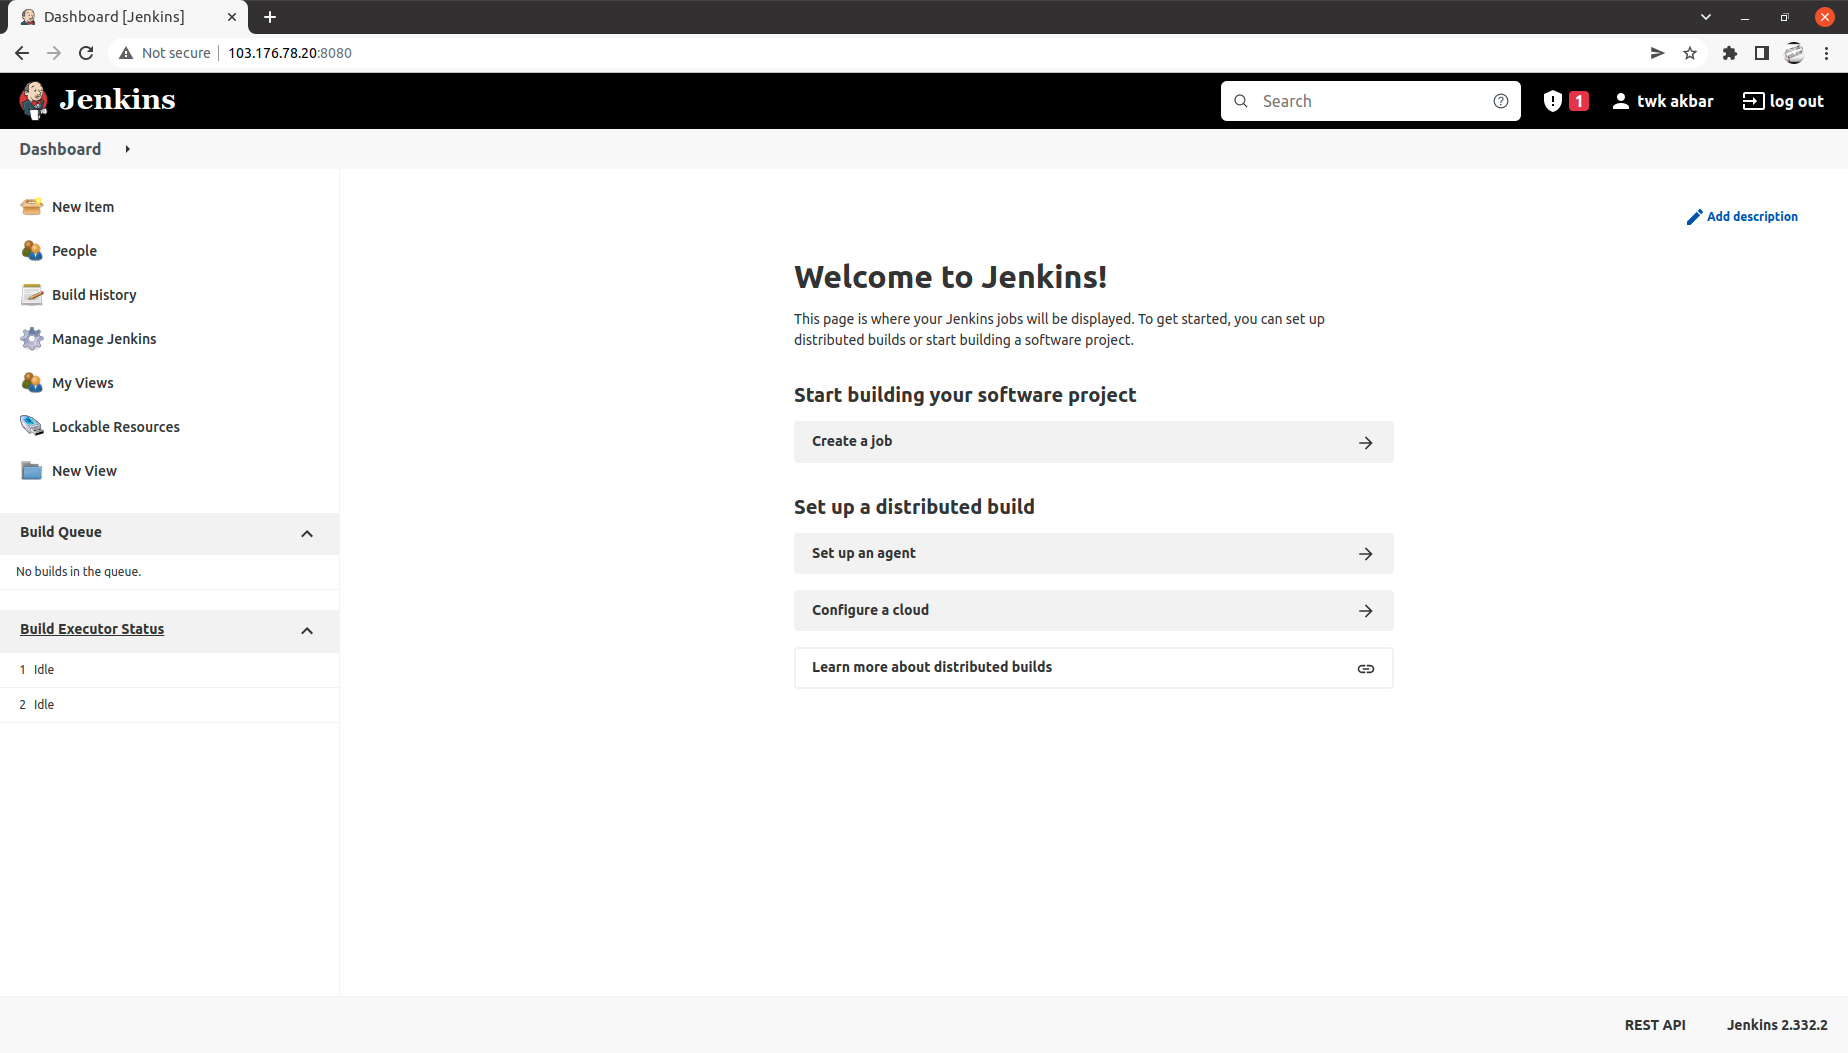 Dashboard [Jenkins]
Not secure 103.176.78.20:8080
Jenkins
Search
1
twk akbar
log out
Dashboard
New Item
People
Build History
Manage Jenkins
My Views
Lockable Resources
New View
Build Queue
No builds in the queue.
Build Executor Status
1 Idle
2 Idle
Add description
Welcome to Jenkins!
This page is where your Jenkins jobs will be displayed. To get started, you can set up
distributed builds or start building a software project.
Start building your software project
Create a job
Set up a distributed build
Set up an agent
Configure a cloud
Learn more about distributed builds
REST API
Jenkins 2.332.2